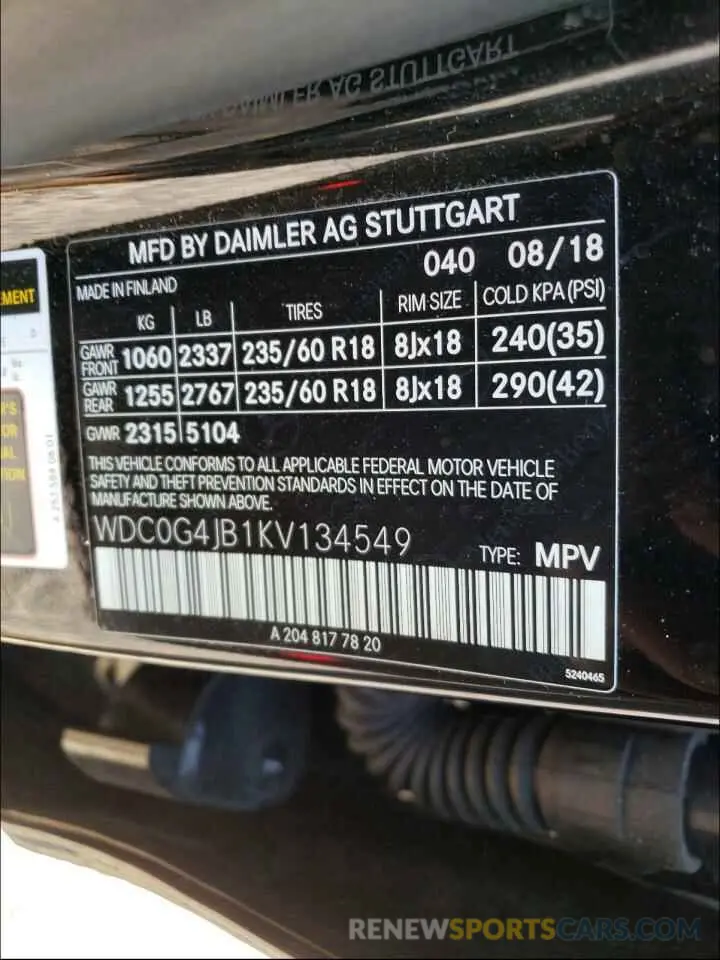 DAIMLER AG STUTTGART
MFD BY DAIMLER AG STUTTGART
040 08/18
MADE IN FINLAND
KG LB TIRES RIM SIZE COLD KPA (PSI)
GAWR FRONT 1060 2337 235/60 R18 8Jx18 240(35)
GAWR REAR 1255 2767 235/60 R18 8Jx18 290(42)
GVWR 2315 5104
THIS VEHICLE CONFORMS TO ALL APPLICABLE FEDERAL MOTOR VEHICLE
SAFETY AND THEFT PREVENTION STANDARDS IN EFFECT ON THE DATE OF
MANUFACTURE SHOWN ABOVE.
WDC0G4JB1KV134549
TYPE: MPV
A 204 817 78 20
5240465
RENEWSPORTSCARS.COM